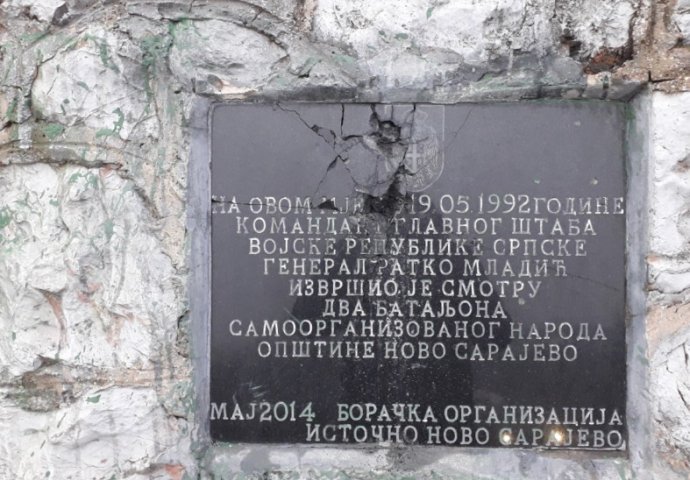 НА ОВОМ 19.05.1992 ГОДИНЕ
КОМАНДАНТ ГЛАВНОГ ШТАБА
ВОЈСКЕ РЕПУБЛИКЕ СРПСКЕ
ГЕНЕРАЛ РАТКО МЛАДИЋ
ИЗВРШИО ЈЕ СМОТРУ
ДВА БАТАЉОНА
САМООРГАНИЗОВАНОГ НАРОДА
ОПШТИНЕ НОВО САРАЈЕВО
МАЈ 2014 БОРАЧКА ОРГАНИЗАЦИЈА
ИСТОЧНО НОВО САРАЈЕВО